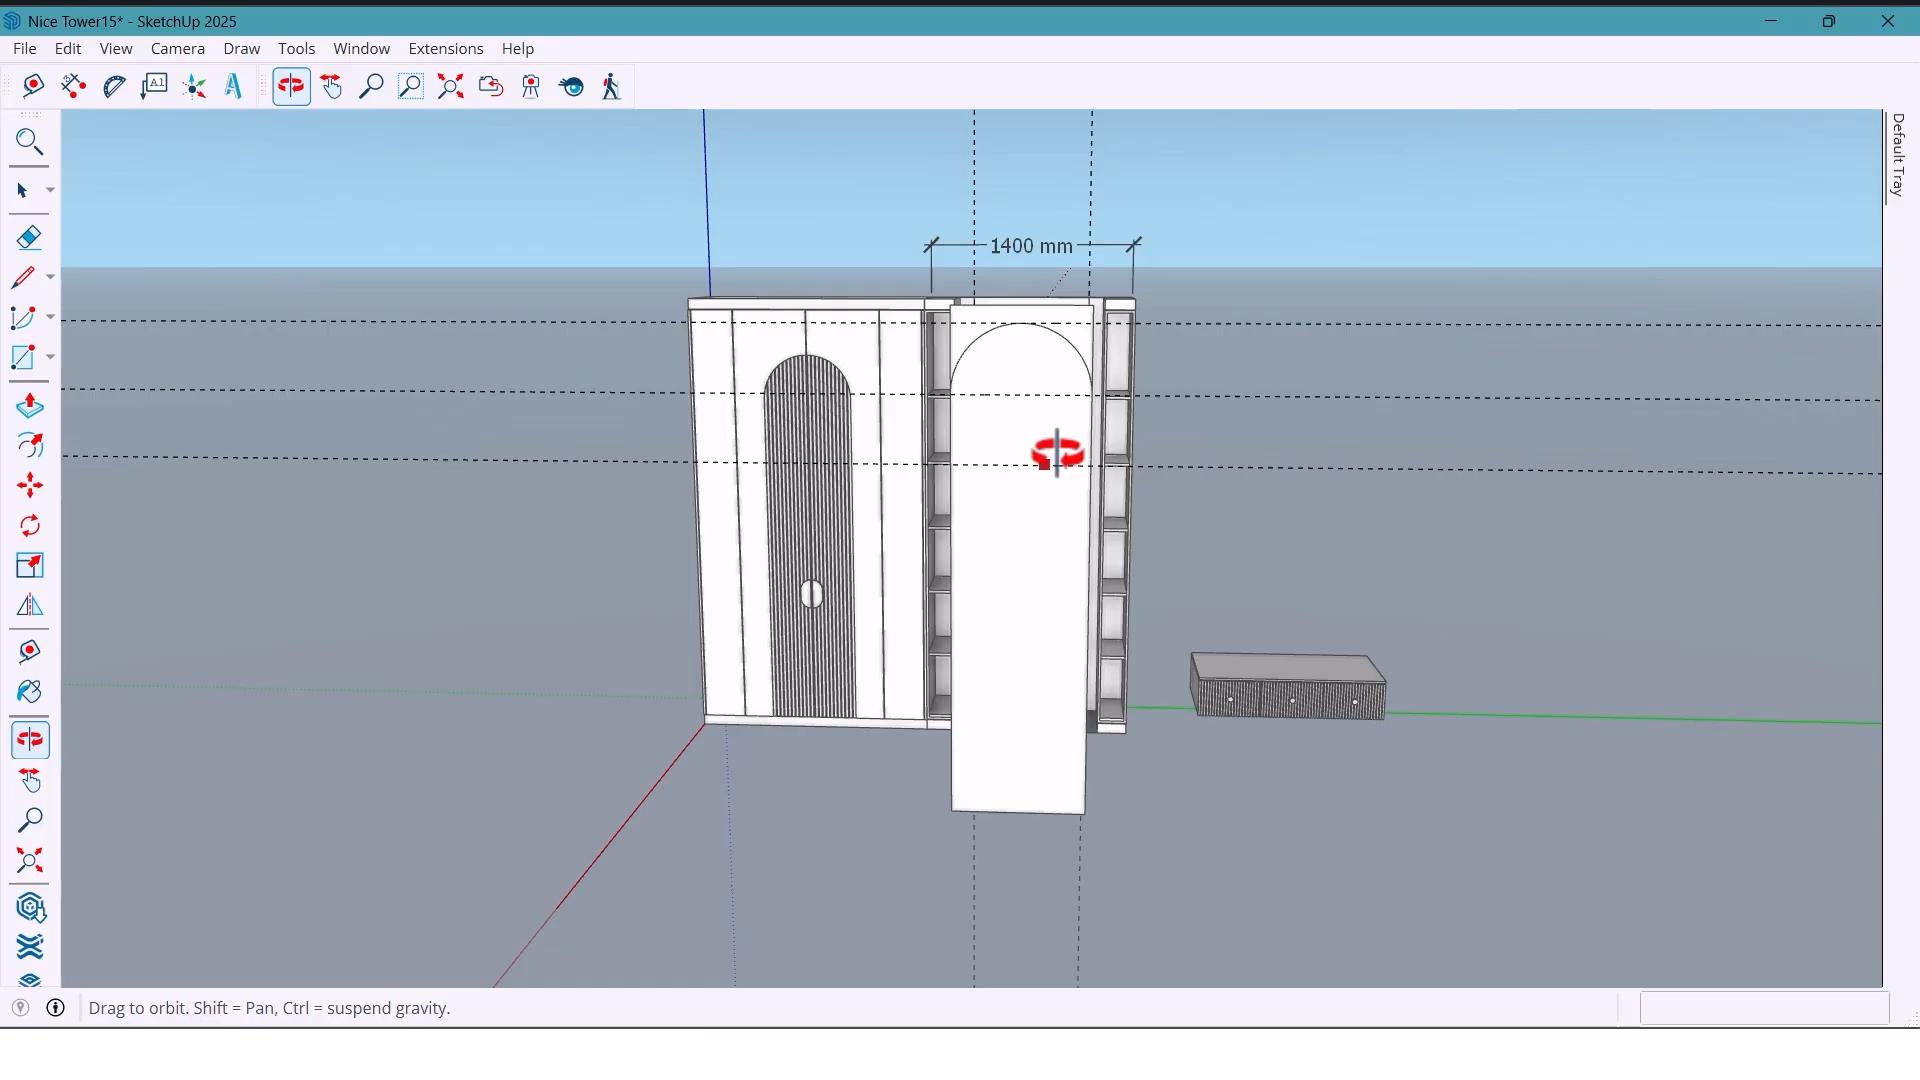 Nice Tower15* - SketchUp 2025
File Edit View Camera Draw Tools Window Extensions Help
A1
Default Tray
1400 mm
Drag to orbit. Shift = Pan, Ctrl = suspend gravity.